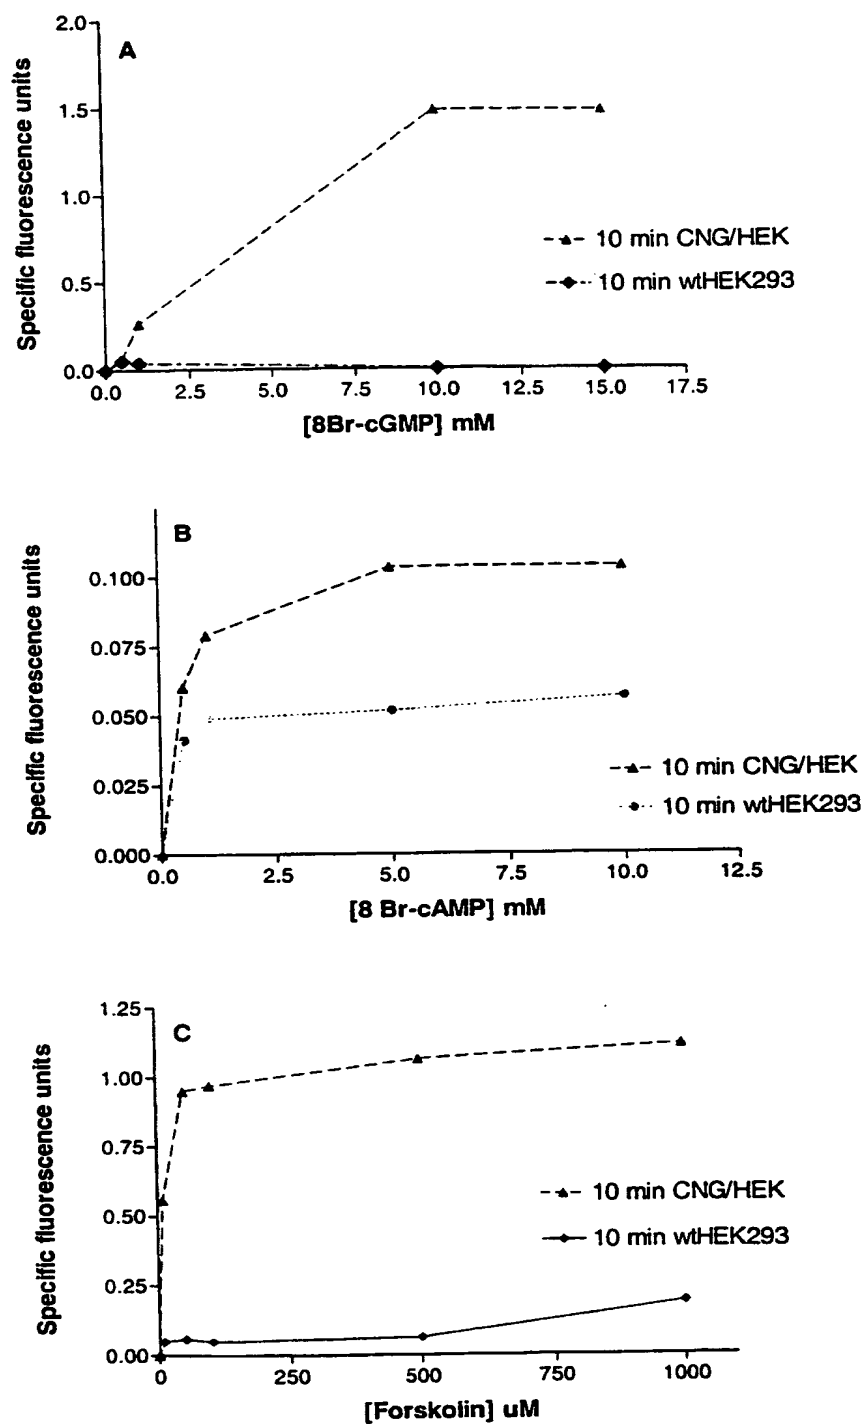 A
Specific fluorescence units
2.0
1.5
1.0
0.5
0.0
0.0 2.5 5.0 7.5 10.0 12.5 15.0 17.5
[8Br-cGMP] mM
10 min CNG/HEK
10 min wtHEK293
B
Specific fluorescence units
0.100
0.075
0.050
0.025
0.000
0.0 2.5 5.0 7.5 10.0 12.5
[8 Br-cAMP] mM
10 min CNG/HEK
10 min wtHEK293
C
Specific fluorescence units
1.25
1.00
0.75
0.50
0.25
0.00
0 250 500 750 1000
[Forskolin] uM
10 min CNG/HEK
10 min wtHEK293